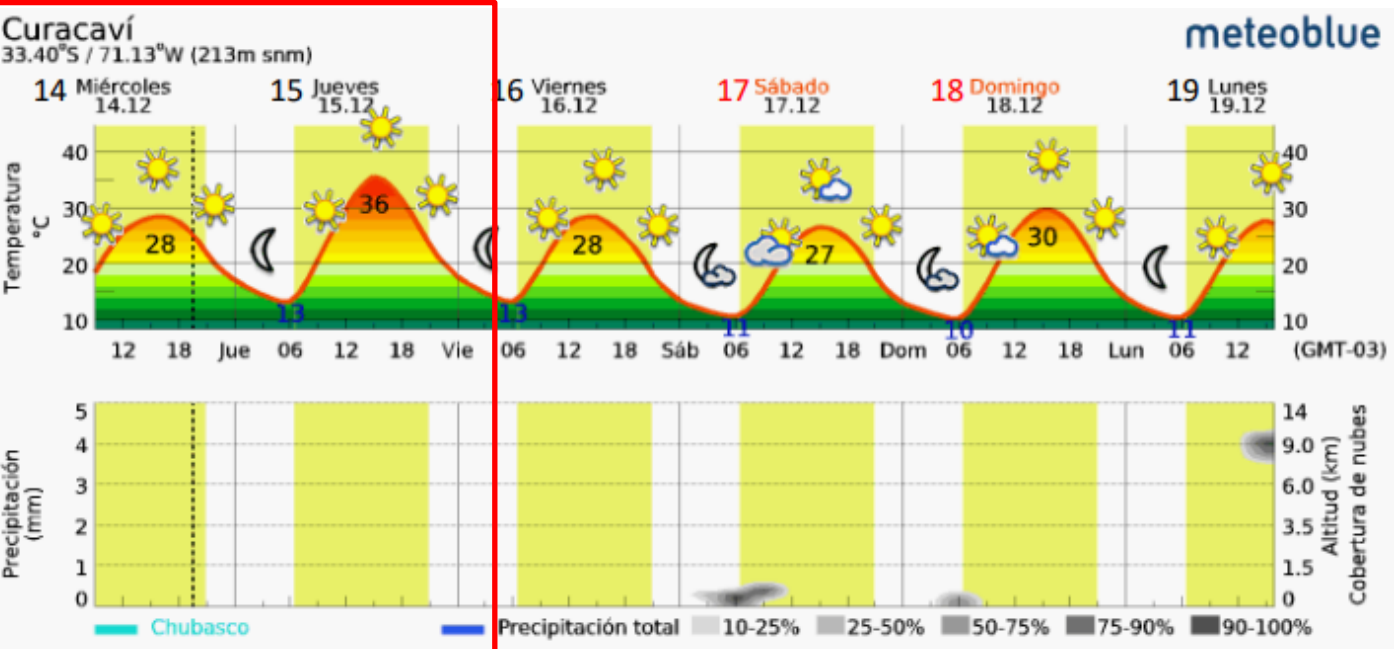 Curacaví
meteoblue
33.40°S / 71.13°W (213m snm)
14 Miércoles 15 Jueves 16 Viernes 17 Sábado 18 Domingo 19 Lunes
14.12 15.12 16.12 17.12 18.12 19.12
Temperatura
°C
40 40
30 30
20 20
10 10
28 36 28 27 30
13 13 11 10 11
12 18 Jue 06 12 18 Vie 06 12 18 Sáb 06 12 18 Dom 06 12 18 Lun 06 12 (GMT-03)
Precipitación
(mm)
5 14
4 9.0
3 6.0
2 3.5
1 1.5
0 0
Altitud (km)
Cobertura de nubes
Chubasco Precipitación total 10-25% 25-50% 50-75% 75-90% 90-100%